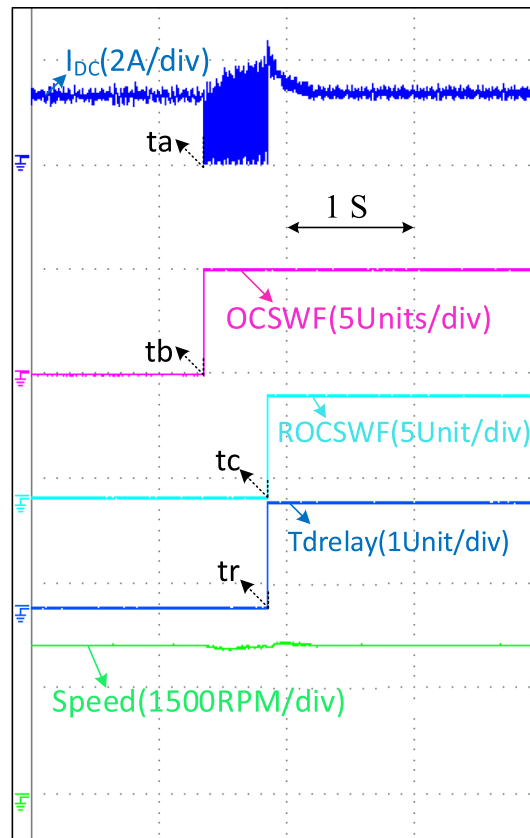 I_DC(2A/div)
ta
1 S
OCSWF(5Units/div)
tb
ROCSWF(5Unit/div)
tc
Tdrelay(1Unit/div)
tr
Speed(1500RPM/div)